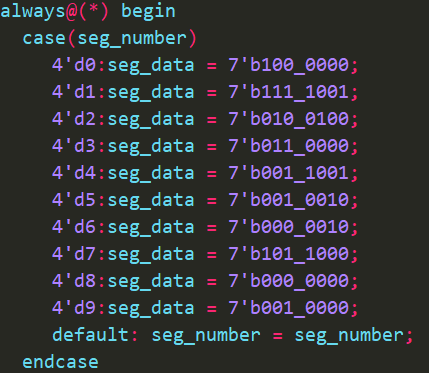 always@(*) begin
case(seg_number)
4'd0:seg_data = 7'b100_0000;
4'd1:seg_data = 7'b111_1001;
4'd2:seg_data = 7'b010_0100;
4'd3:seg_data = 7'b011_0000;
4'd4:seg_data = 7'b001_1001;
4'd5:seg_data = 7'b001_0010;
4'd6:seg_data = 7'b000_0010;
4'd7:seg_data = 7'b101_1000;
4'd8:seg_data = 7'b000_0000;
4'd9:seg_data = 7'b001_0000;
default: seg_number = seg_number;
endcase